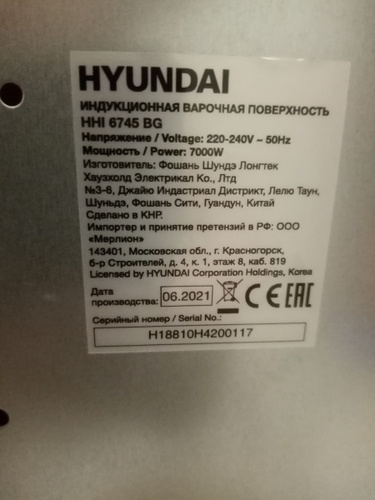 HYUNDAI
ИНДУКЦИОННАЯ ВАРОЧНАЯ ПОВЕРХНОСТЬ
HHI 6745 BG
Напряжение / Voltage: 220-240V ~ 50Hz
Мощность / Power: 7000W
Изготовитель: Фошань Шундэ Лонгтек
Хаузхолд Электрикал Ко., Лтд
№3-6, Джайю Индастриал Дистрикт, Лелю Таун,
Шуньдэ, Фошань Сити, Гуандун, Китай
Сделано в КНР.
Импортер и принятие претензий в РФ: ООО
«Мерлион»
143401, Московская обл., г. Красногорск,
б-р Строителей, д. 4, к. 1, этаж 8, каб. 819
Licensed by HYUNDAI Corporation Holdings, Korea
Дата
производства: 06.2021 CE EAC
Серийный номер / Serial No.:
H18810H4200117